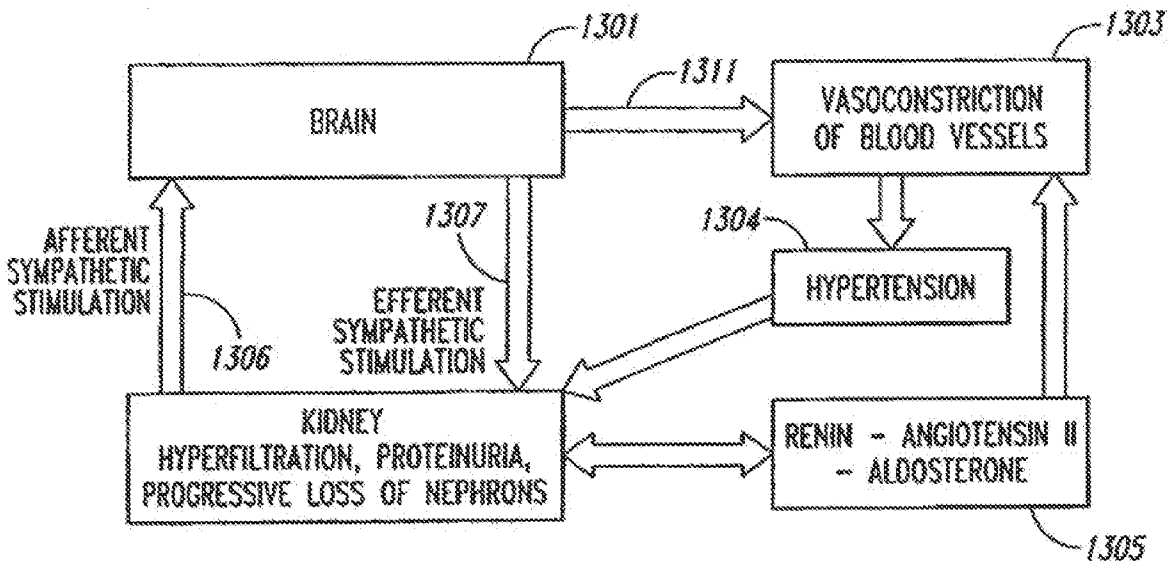 1301
BRAIN
1311
1303
VASOCONSTRICTION
OF BLOOD VESSELS
AFFERENT
SYMPATHETIC
STIMULATION
1306
1307
EFFERENT
SYMPATHETIC
STIMULATION
1304
HYPERTENSION
KIDNEY
HYPERFILTRATION, PROTEINURIA,
PROGRESSIVE LOSS OF NEPHRONS
RENIN - ANGIOTENSIN II
- ALDOSTERONE
1305